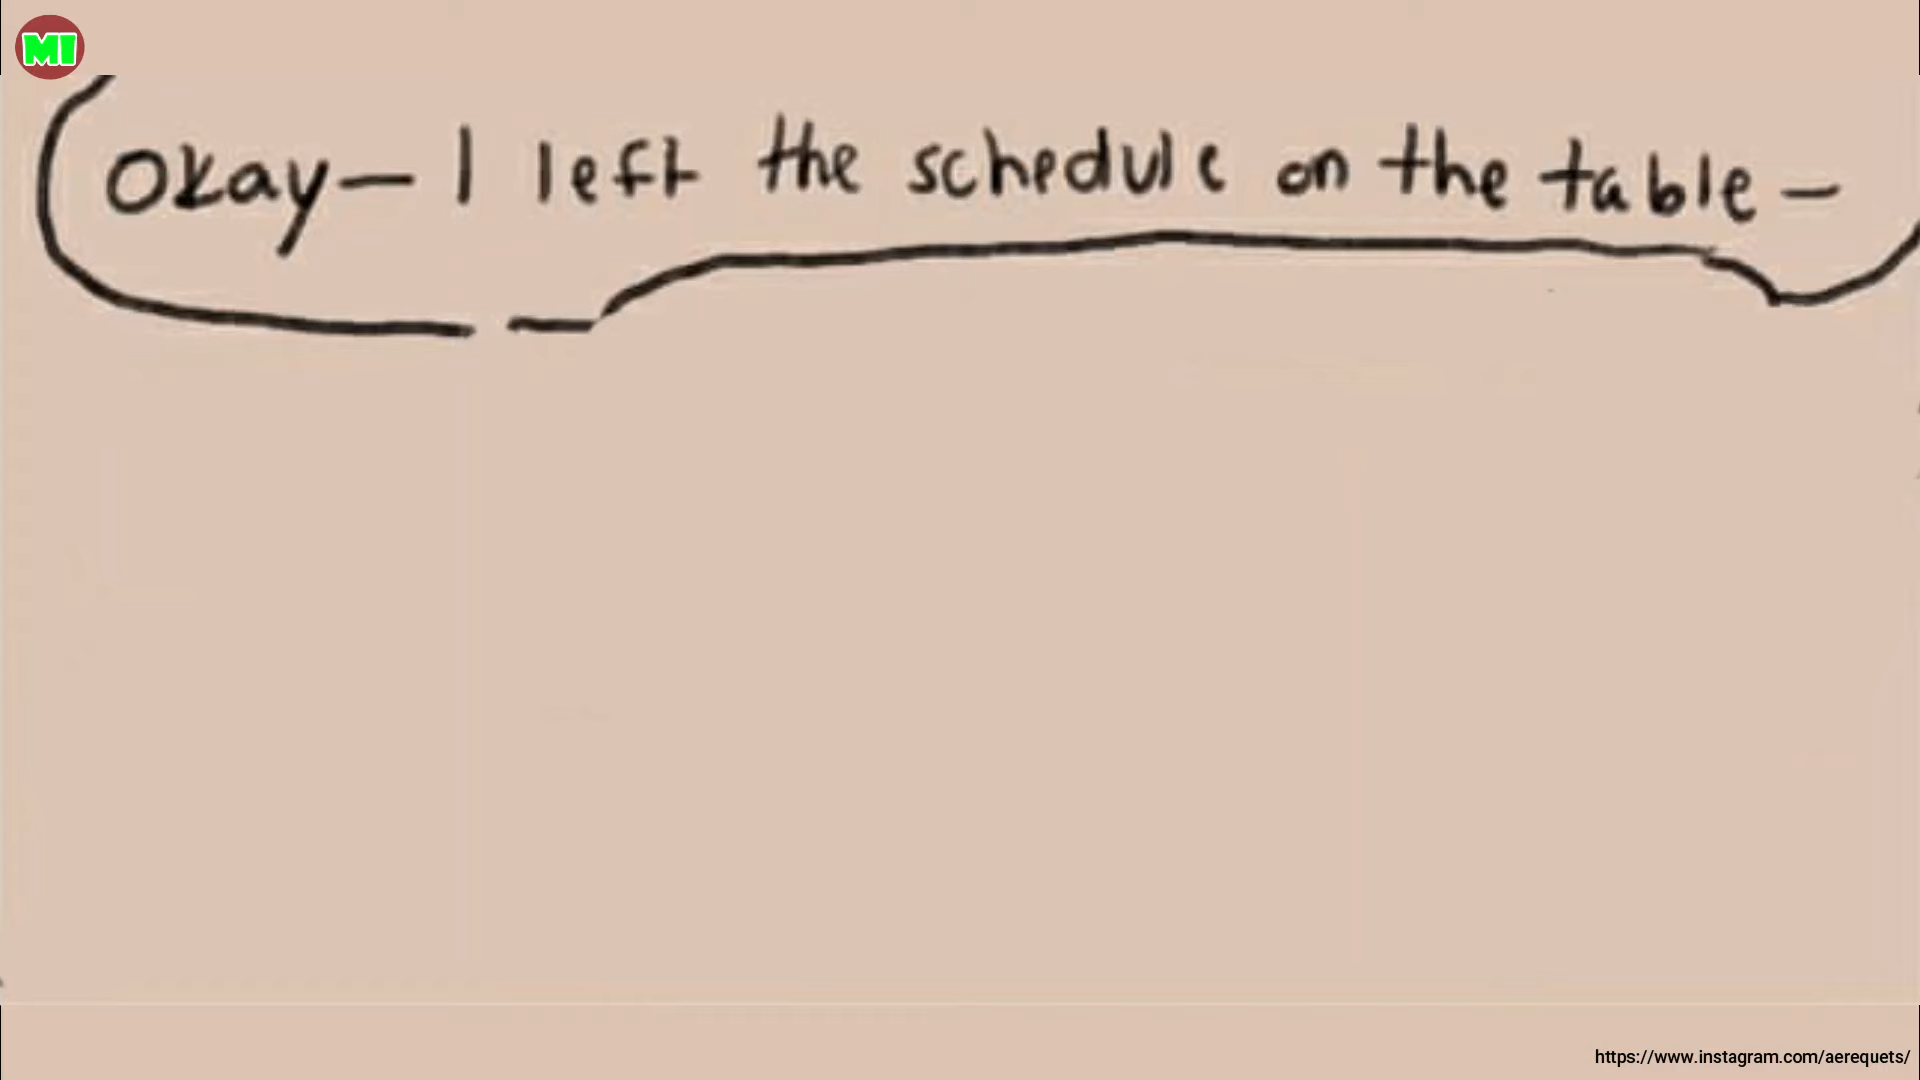 MI
Okay— I left the schedule on the table —
https://www.instagram.com/aerequets/